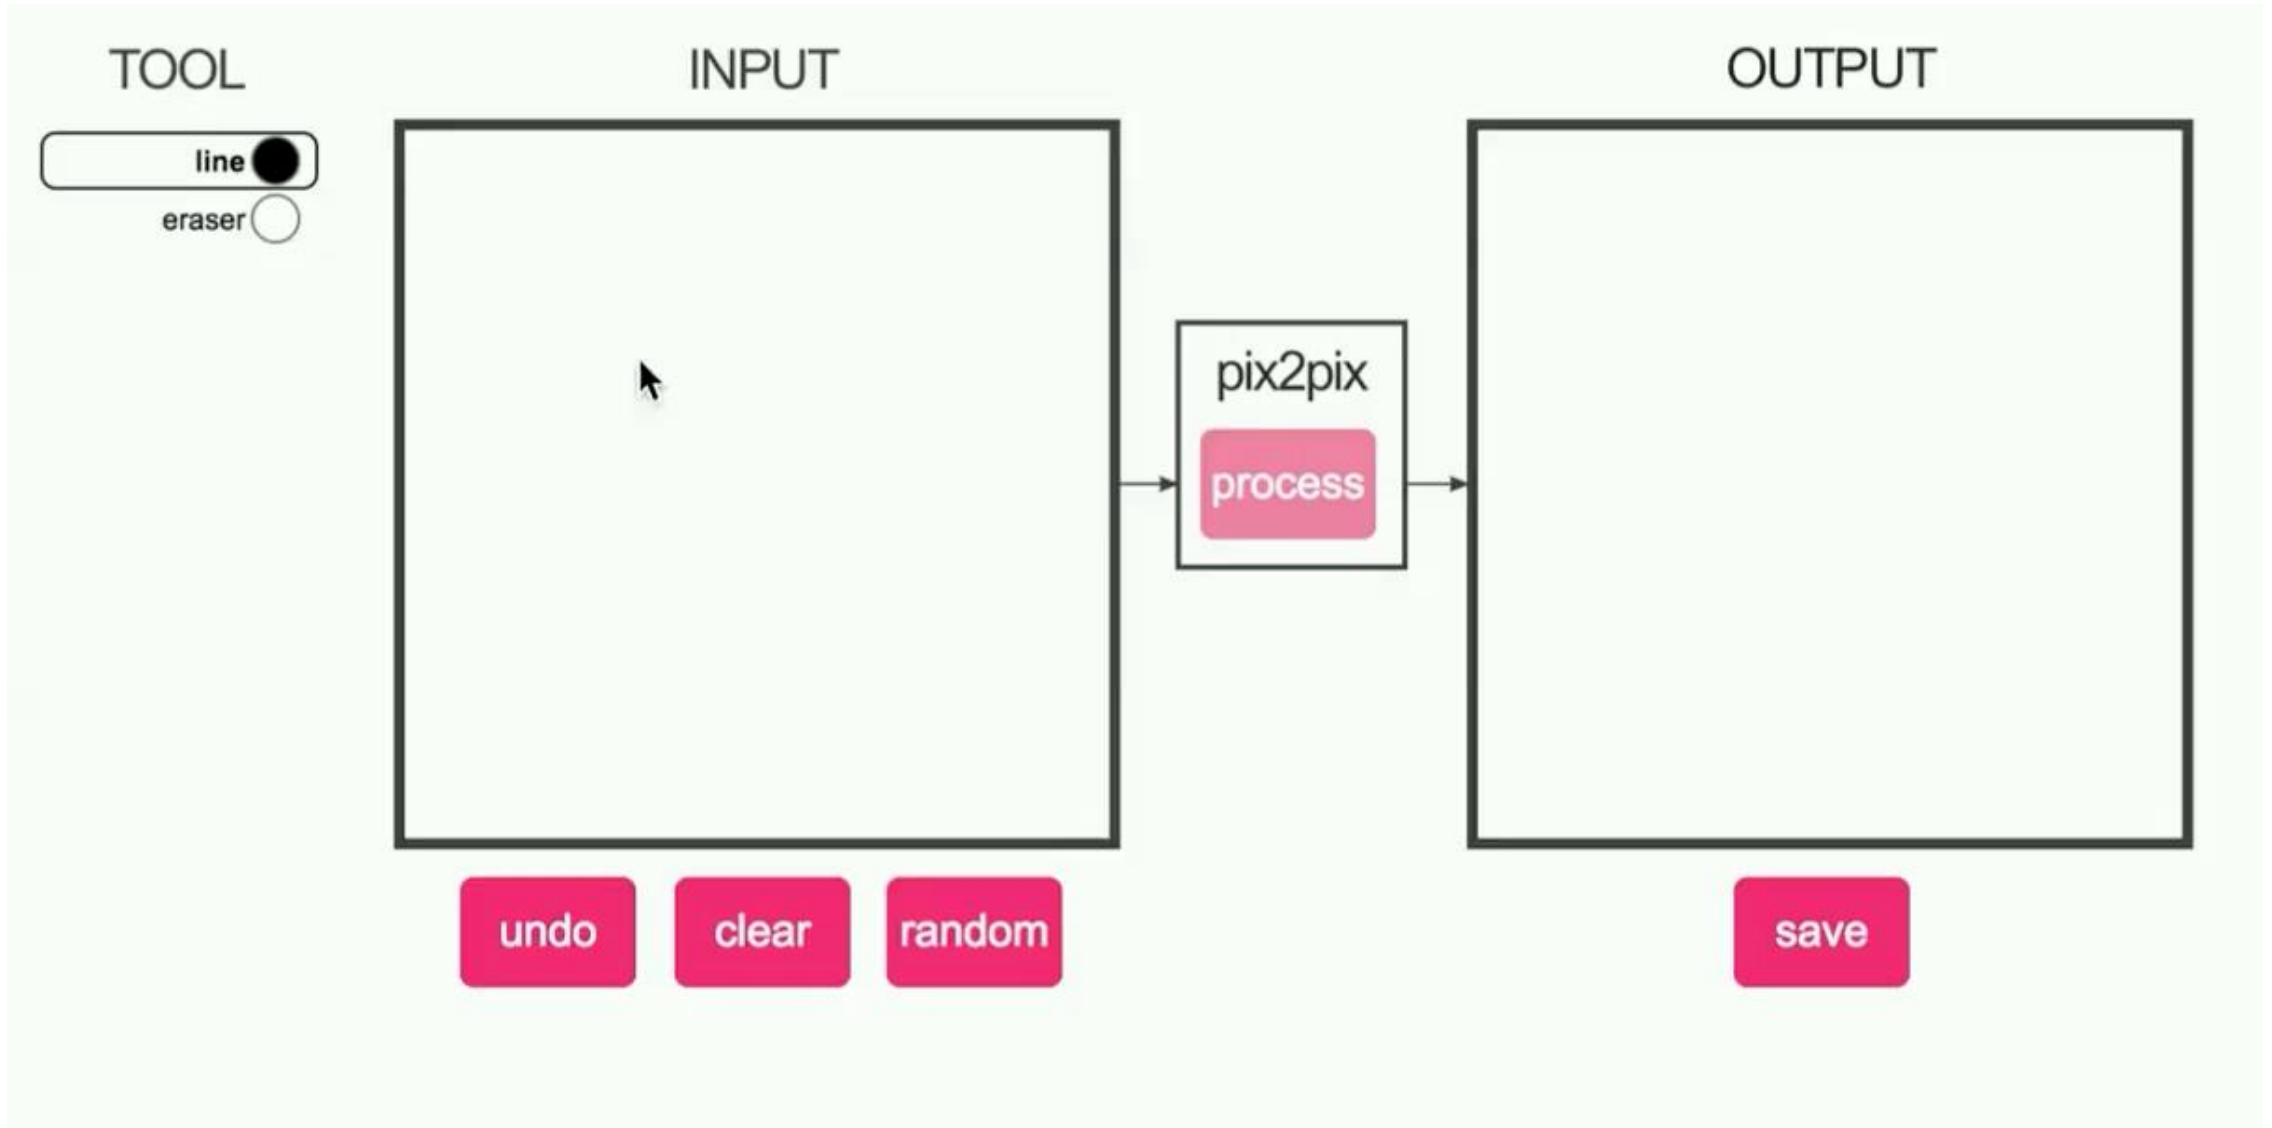 TOOL
INPUT
OUTPUT
line
eraser
pix2pix
process
undo
clear
random
save